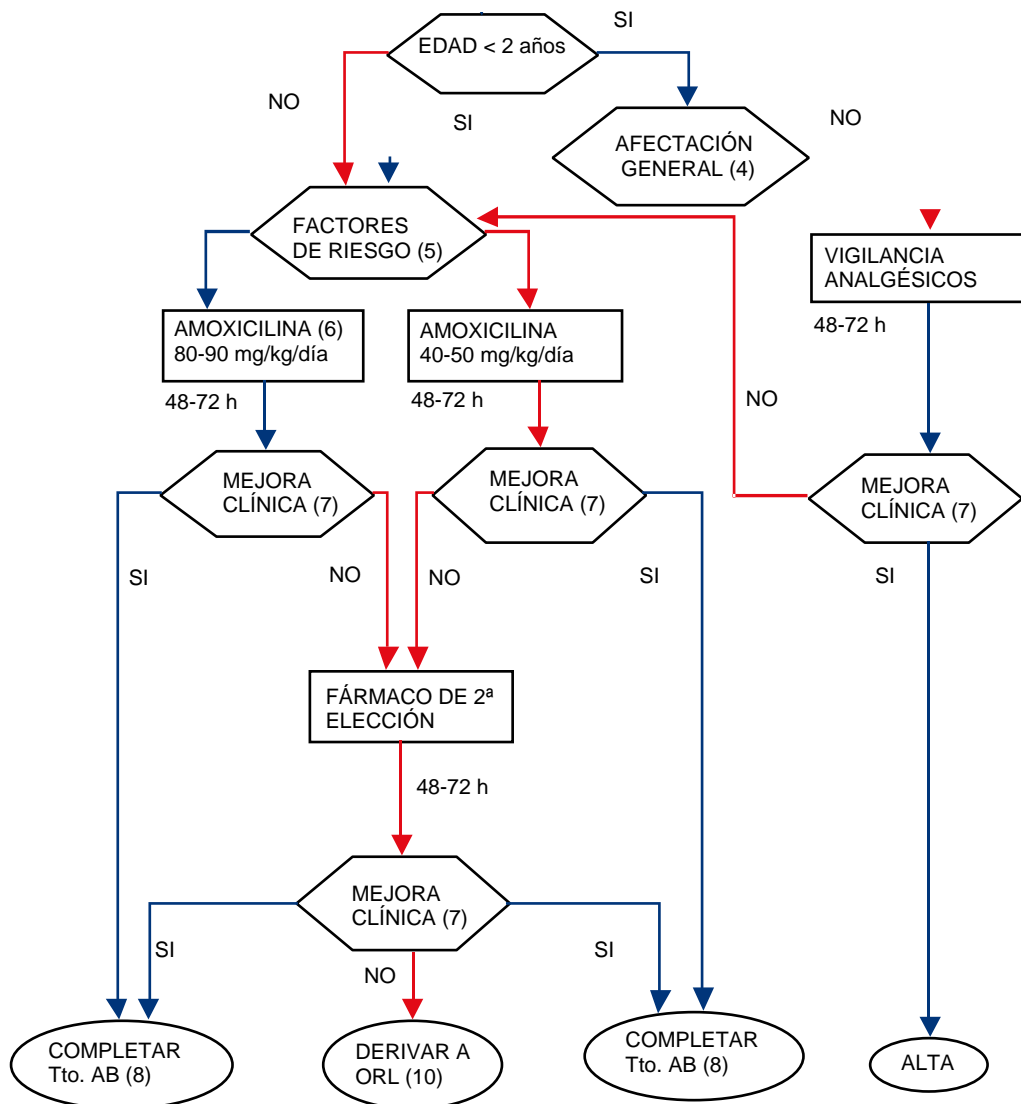 SI
EDAD < 2 años
NO
SI
NO
AFECTACIÓN
GENERAL (4)
FACTORES
DE RIESGO (5)
VIGILANCIA
ANALGÉSICOS
AMOXICILINA (6)
80-90 mg/kg/día
AMOXICILINA
40-50 mg/kg/día
48-72 h
48-72 h
48-72 h
NO
MEJORA
CLÍNICA (7)
MEJORA
CLÍNICA (7)
MEJORA
CLÍNICA (7)
SI
NO
NO
SI
SI
FÁRMACO DE 2ª
ELECCIÓN
48-72 h
MEJORA
CLÍNICA (7)
SI
NO
SI
COMPLETAR
Tto. AB (8)
DERIVAR A
ORL (10)
COMPLETAR
Tto. AB (8)
ALTA